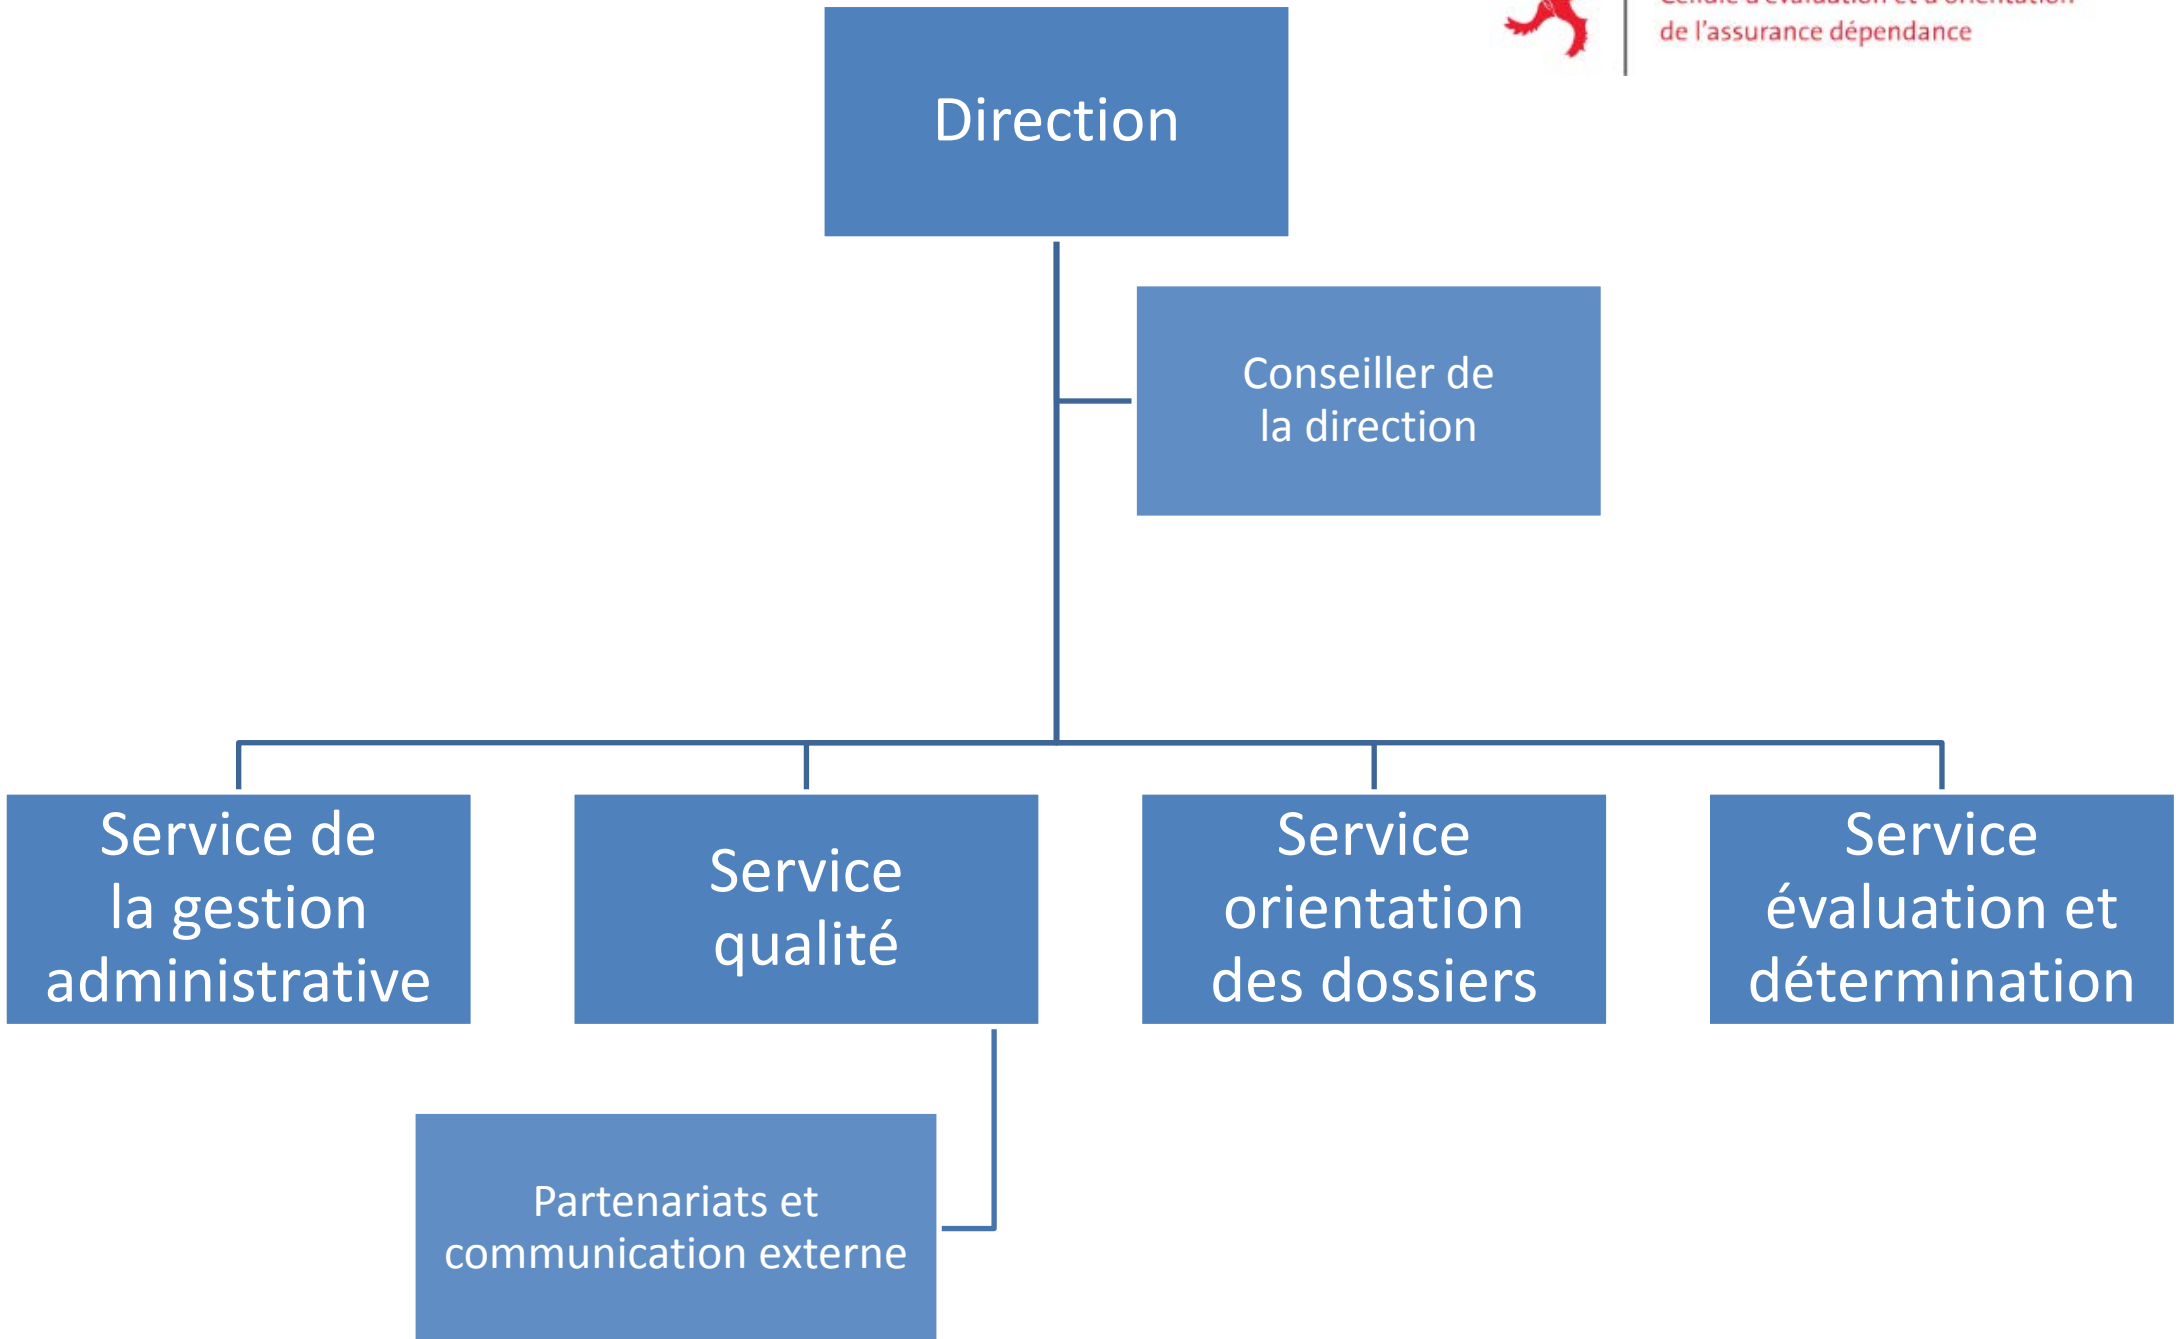 de l'assurance dépendance
Direction
Conseiller de
la direction
Service de
la gestion
administrative
Service
qualité
Service
orientation
des dossiers
Service
évaluation et
détermination
Partenariats et
communication externe